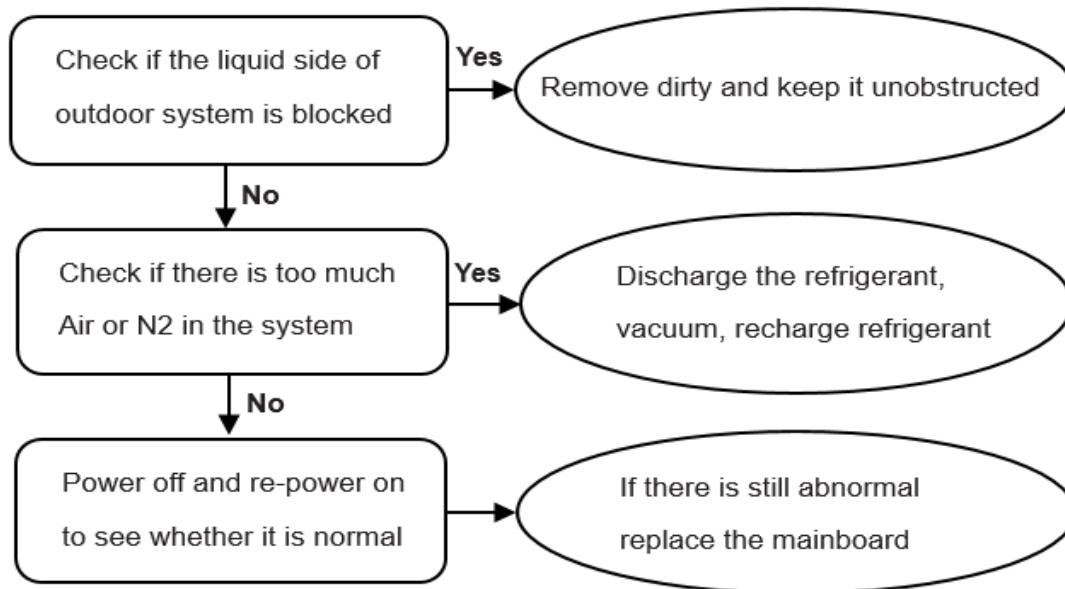 Check if the liquid side of
outdoor system is blocked
Yes
Remove dirty and keep it unobstructed
No
Check if there is too much
Air or N2 in the system
Yes
Discharge the refrigerant,
vacuum, recharge refrigerant
No
Power off and re-power on
to see whether it is normal
If there is still abnormal
replace the mainboard